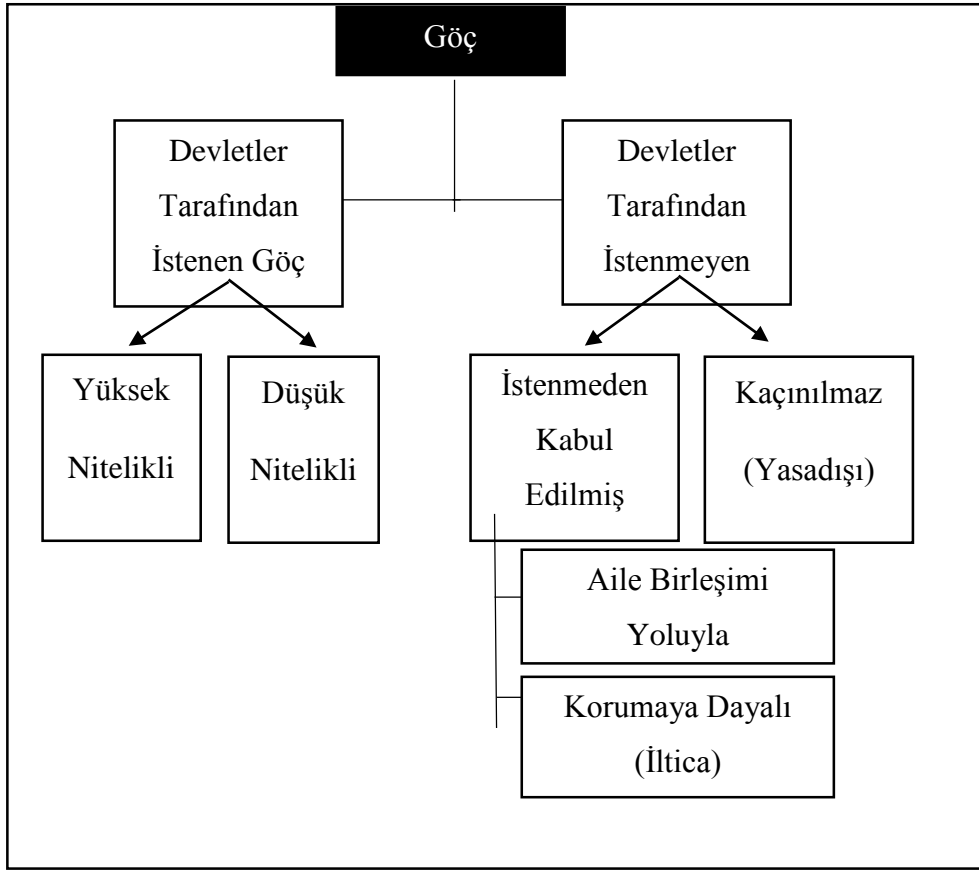 Göç
Devletler
Tarafından
İstenen Göç
Devletler
Tarafından
İstenmeyen
Yüksek
Nitelikli
Düşük
Nitelikli
İstenmeden
Kabul
Edilmiş
Kaçınılmaz
(Yasadışı)
Aile Birleşimi
Yoluyla
Korumaya Dayalı
(İltica)